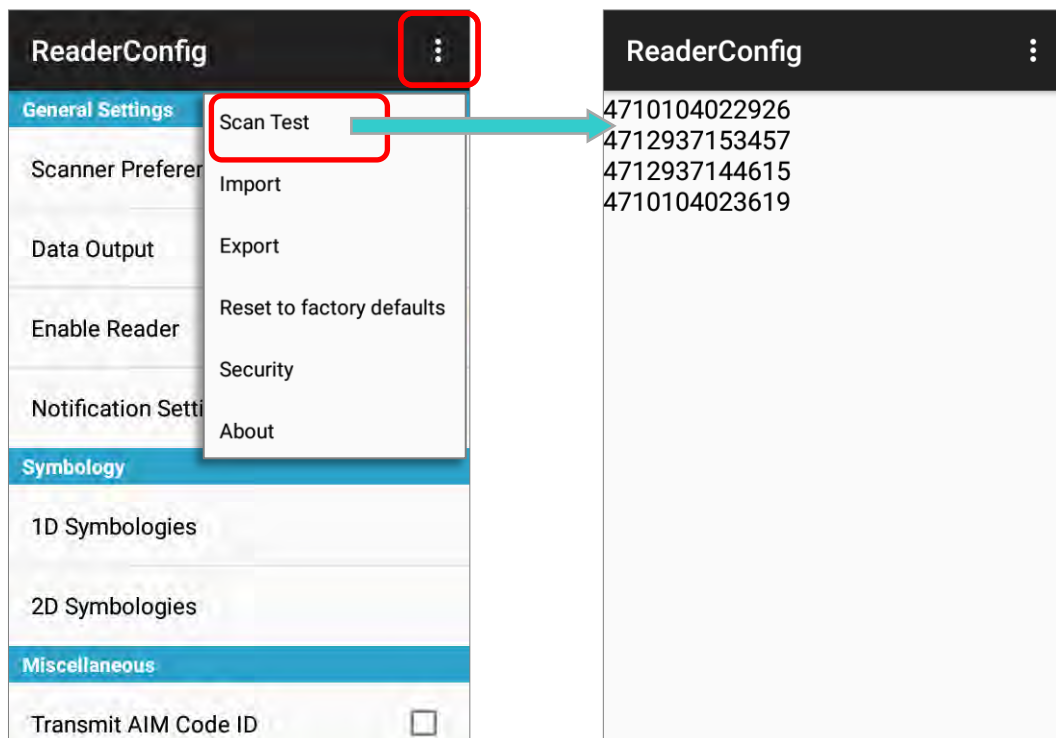 ReaderConfig
General Settings
Scanner Preferer
Data Output
Enable Reader
Notification Setti
Symbology
1D Symbologies
2D Symbologies
Miscellaneous
Transmit AIM Code ID
Scan Test
Import
Export
Reset to factory defaults
Security
About
ReaderConfig
4710104022926
4712937153457
4712937144615
4710104023619